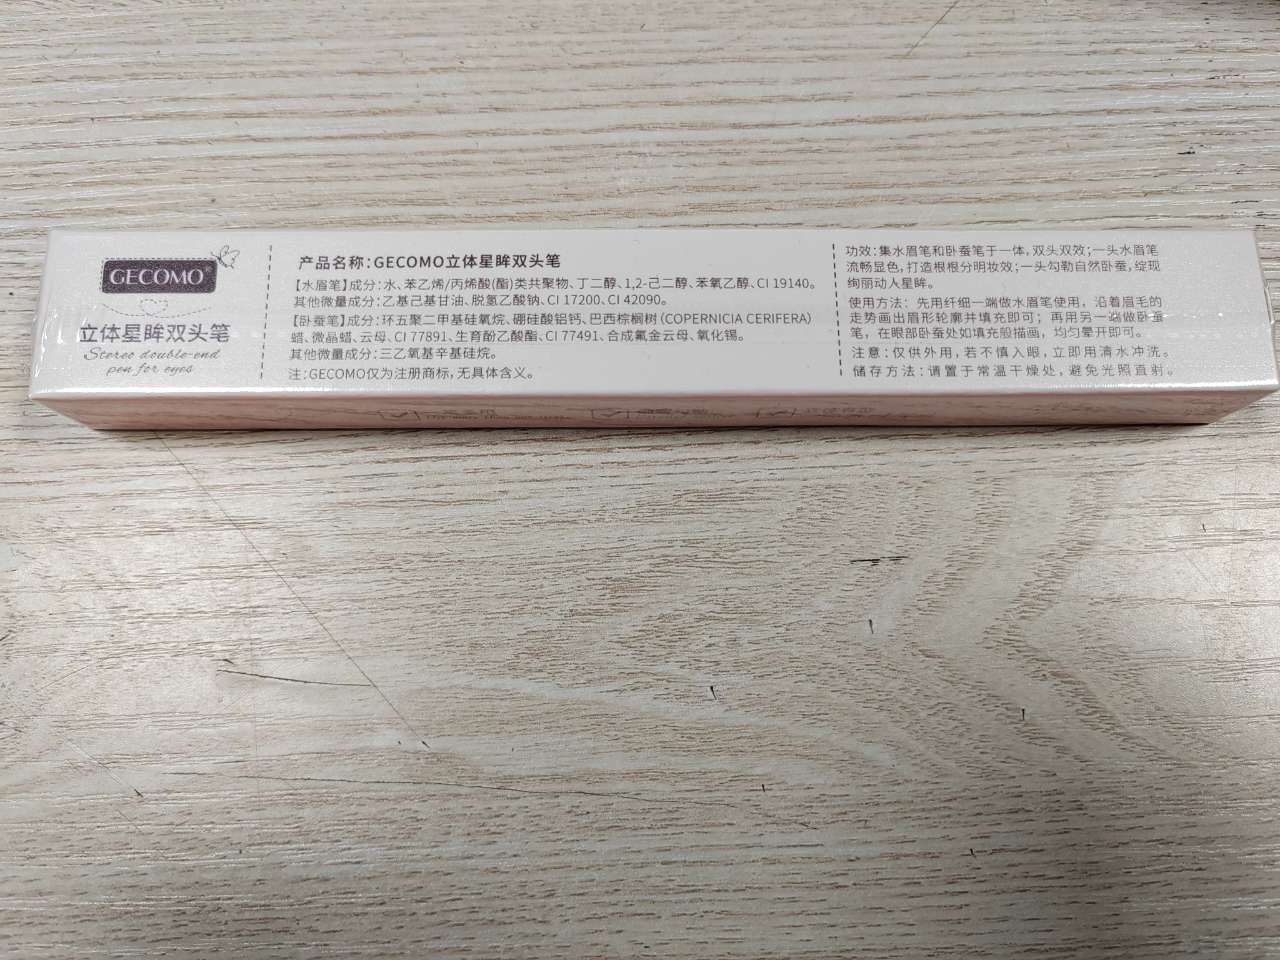 GECOMO®
立体星眸双头笔
Stereo double-end
pen for eyes
产品名称:GECOMO立体星眸双头笔
【水眉笔】成分:水、苯乙烯/丙烯酸(酯)类共聚物、丁二醇、1,2-己二醇、苯氧乙醇、CI 19140。
其他微量成分:乙基己基甘油、脱氢乙酸钠、CI 17200、CI 42090。
【卧蚕笔】成分:环五聚二甲基硅氧烷、硼硅酸铝钙、巴西棕榈树(COPERNICIA CERIFERA)
蜡、微晶蜡、云母、CI 77891、生育酚乙酸酯、CI 77491、合成氟金云母、氧化锡。
其他微量成分:三乙氧基辛基硅烷。
注:GECOMO仅为注册商标,无具体含义。
功效:集水眉笔和卧蚕笔于一体,双头双效;一头水眉笔
流畅显色,打造根根分明妆效;一头勾勒自然卧蚕,绽现
绚丽动人星眸。
使用方法:先用纤细一端做水眉笔使用,沿着眉毛的
走势画出眉形轮廓并填充即可;再用另一端做卧蚕
笔,在眼部卧蚕处如填充般描画,均匀晕开即可。
注意:仅供外用,若不慎入眼,立即用清水冲洗。
储存方法:请置于常温干燥处,避免光照直射。